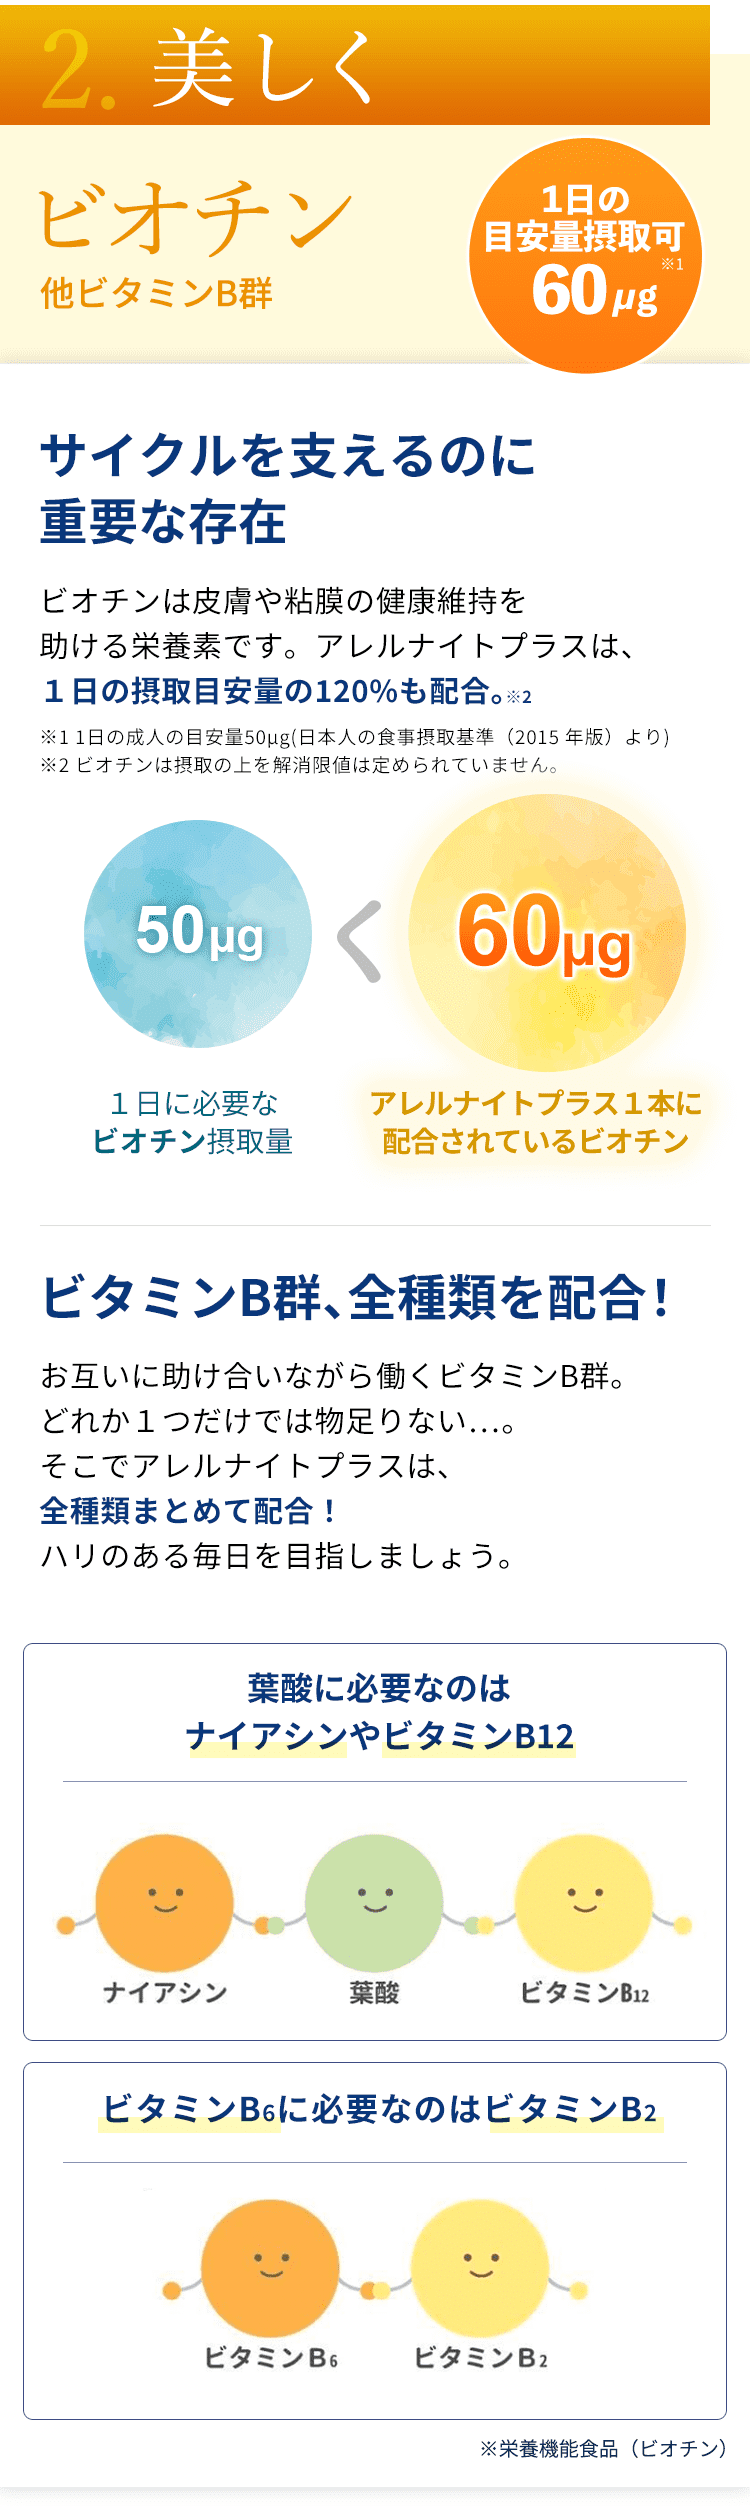 2. 美しく
ビオチン
他ビタミンB群
1日の
目安量摂取可
※1
60μg
サイクルを支えるのに
重要な存在
ビオチンは皮膚や粘膜の健康維持を
助ける栄養素です。アレルナイトプラスは、
１日の摂取目安量の120%も配合。※2
※1 1日の成人の目安量50μg(日本人の食事摂取基準（2015 年版）より)
※2 ビオチンは摂取の上を解消限値は定められていません。
50μg
く
60μg
１日に必要な
ビオチン摂取量
アレルナイトプラス１本に
配合されているビオチン
ビタミンB群、全種類を配合！
お互いに助け合いながら働くビタミンB群。
どれか１つだけでは物足りない…。
そこでアレルナイトプラスは、
全種類まとめて配合！
ハリのある毎日を目指しましょう。
葉酸に必要なのは
ナイアシンやビタミンB12
ナイアシン
葉酸
ビタミンB12
ビタミンB6に必要なのはビタミンB2
ビタミンB6
ビタミンB2
※栄養機能食品（ビオチン）